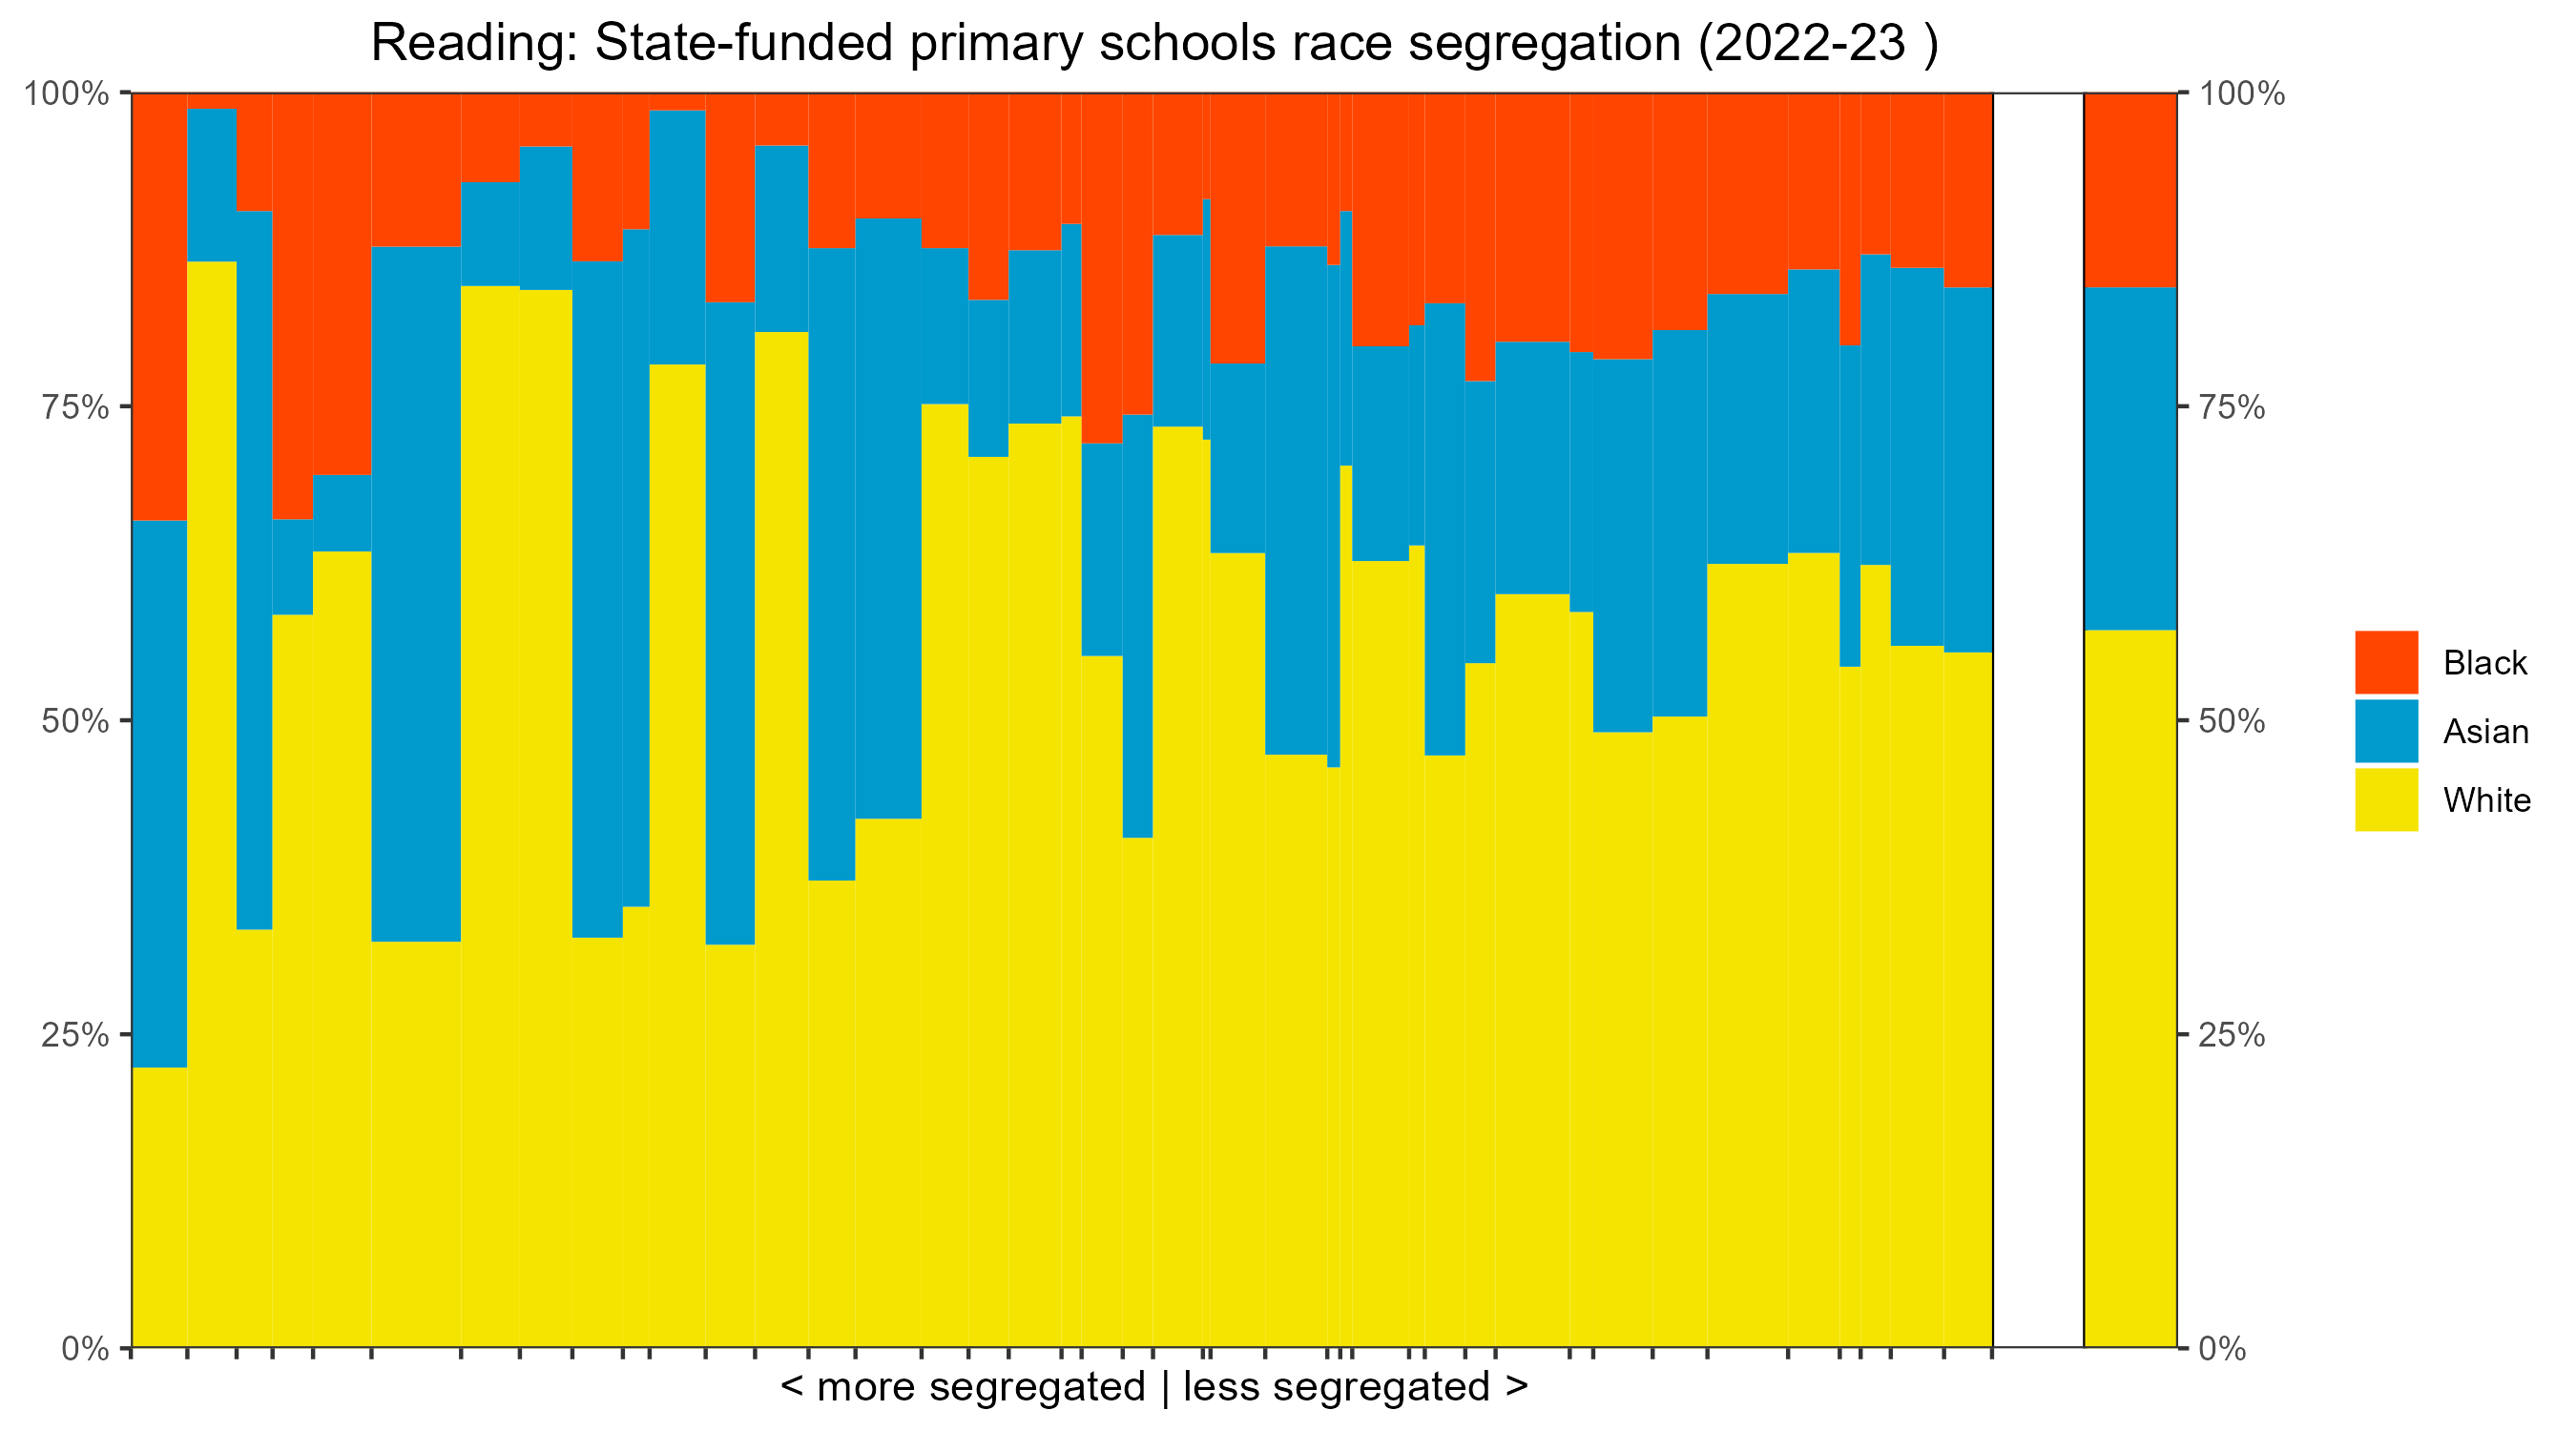 Reading: State-funded primary schools race segregation (2022-23 )
100%
75%
50%
25%
0%
100%
75%
50%
25%
0%
< more segregated | less segregated >
Black
Asian
White